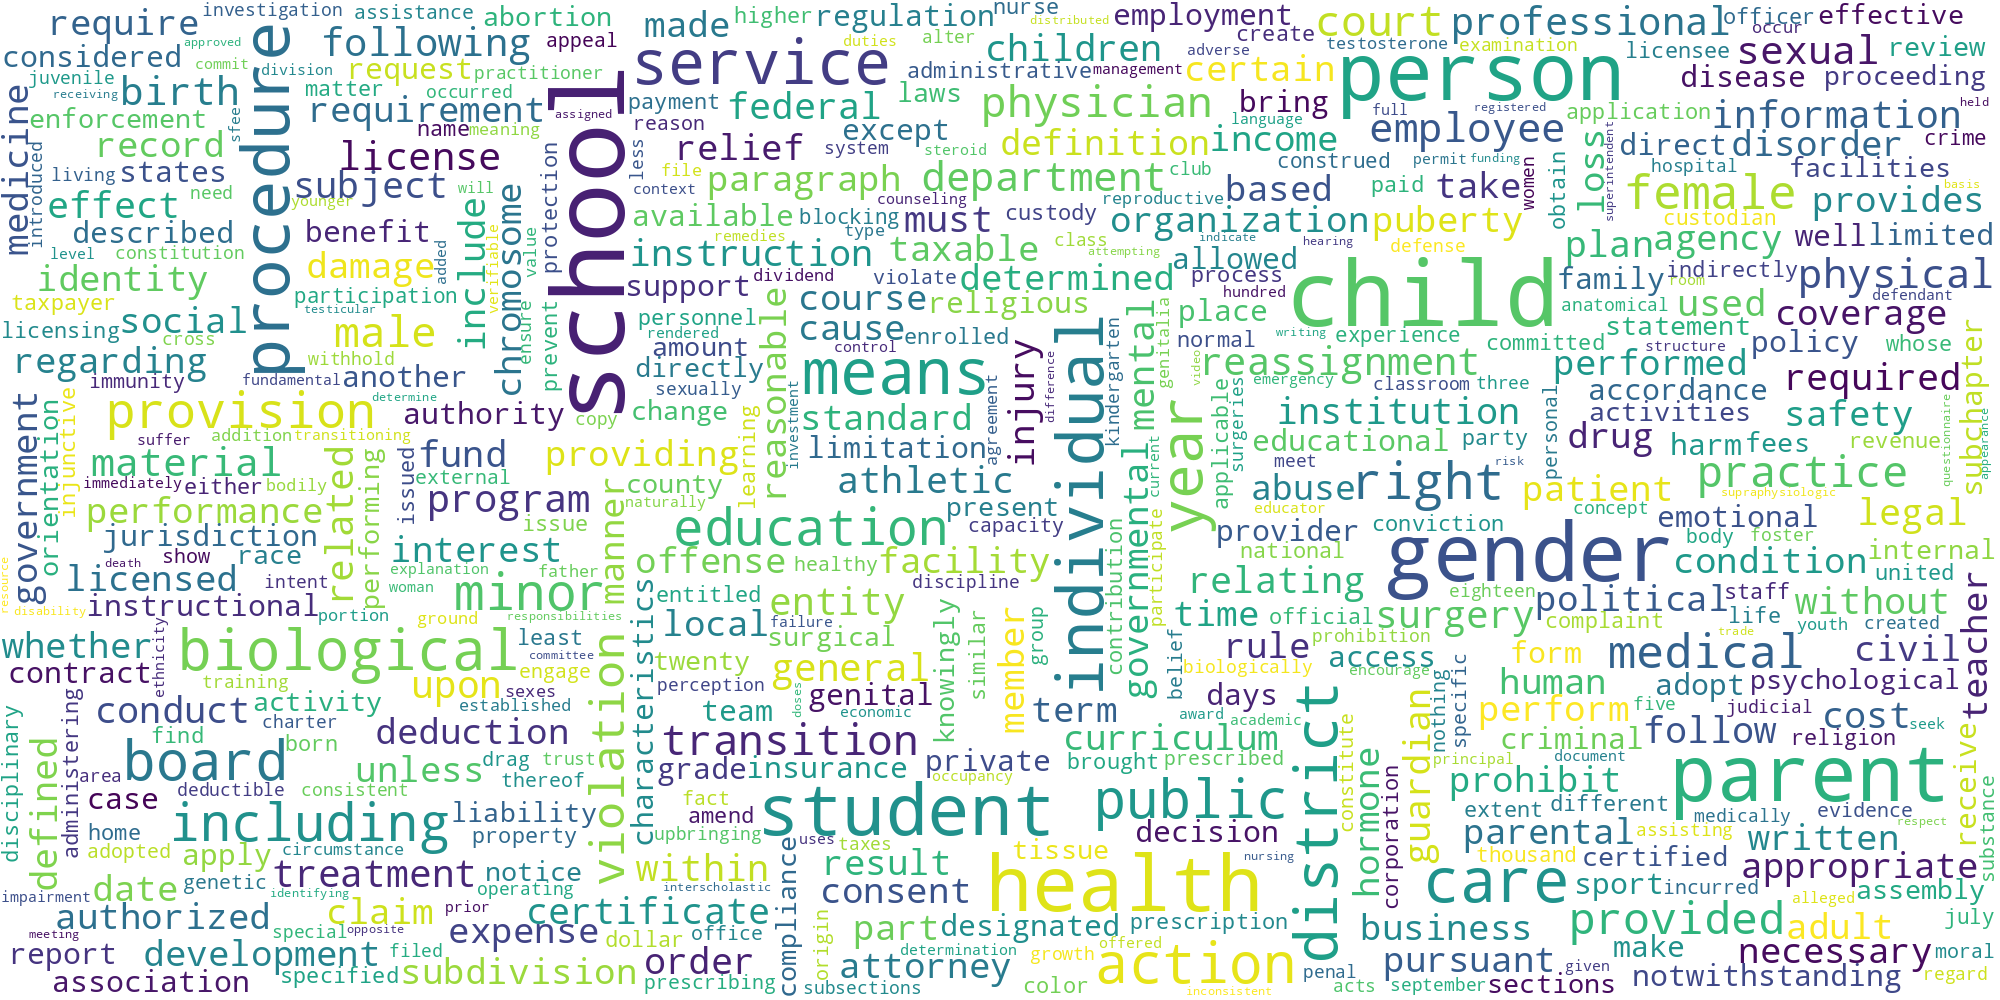 require
investigation
assistance
abortion
made
higher
regulation
nurse
distributed
employment
court
professional
officer
effective
considered
approved
procedure
following
appeal
school
service
duties
alter
children
create
adverse
certain
testosterone
examination
licensee
occur
sexual
review
juvenile
commit
division
request
practitioner
administrative
management
person
disease
proceeding
receiving
birth
matter
occurred
assigned
payment
federal
laws
physician
bring
full
registered
held
application
information
medicine
enforcement
sfee
requirement
name
meaning
reason
except
language
definition
income
employee
loss
direct
disorder
crime
record
license
protection
less
relief
system
steroid
construed
permit
funding
superintendent
hospital
introduced
living
states
need
subject
will
chromosome
context
file
paragraph
department
club
based
paid
take
women
obtain
female
facilities
basis
effect
younger
include
available
counseling
reproductive
provides
described
benefit
blocking
must
custody
organization
puberty
custodian
level
constitution
added
verifiable
value
remedies
type
class
indicate
hearing
defense
plan
agency
well
limited
identity
damage
ensure
instruction
taxable
attempting
allowed
taxpayer
participation
prevent
support
dividend
violate
determined
process
hundred
child
family
indirectly
room
physical
licensing
social
testicular
personnel
reasonable
course
religious
genitalia
place
anatomical
used
defendant
cross
male
rendered
cause
enrolled
individual
governmental
mental
normal
writing
experience
committed
statement
coverage
subchapter
regarding
withhold
amount
control
injury
difference
kindergarten
video
reassignment
performed
structure
policy
whose
immunity
fundamental
another
directly
sexually
means
year
emergency
classroom
three
accordance
required
appearance
government
provision
determine
authority
copy
change
investment
standard
agreement
applicable
surgeries
institution
personal
activities
safety
orientation
injunctive
suffer
addition
transitioning
learning
limitation
educational
party
drug
harm
fees
revenue
questionnaire
material
related
fund
providing
athletic
current
meet
risk
immediately
either
bodily
performing
issued
external
naturally
present
participate
abuse
right
patient
practice
performance
program
manner
education
capacity
educator
supraphysiologic
jurisdiction
issue
contribution
provider
conviction
concept
emotional
legal
race
show
interest
offense
healthy
facility
national
gender
body
foster
internal
resource
disability
death
licensed
intent
explanation
woman
father
minor
characteristics
entitled
discipline
relating
eighteen
condition
united
instructional
portion
responsibilities
entity
member
group
time
official
surgery
political
staff
life
without
teacher
whether
ethnicity
biological
ground
least
violation
local
failure
surgical
knowingly
similar
belief
rule
prohibition
complaint
youth
created
contract
committee
twenty
general
biologically
access
encourage
specific
form
trade
medical
civil
disciplinary
training
upon
sexes
engage
perception
genital
days
guardian
nothing
human
adopt
psychological
administering
conduct
activity
established
team
doses
economic
term
award
academic
district
constitute
perform
five
judicial
defined
find
charter
deduction
transition
curriculum
hormone
criminal
follow
cost
seek
receive
board
born
drag
trust
grade
insurance
private
brought
prescribed
principal
document
religion
area
deductible
consistent
unless
thereof
occupancy
prohibit
parent
substance
case
including
liability
fact
student
public
corporation
extent
different
evidence
home
property
amend
decision
parental
medically
respect
adopted
apply
circumstance
upbringing
uses
taxes
compliance
tissue
assisting
written
genetic
treatment
notice
within
result
nursing
thousand
certified
appropriate
impairment
date
identifying
operating
interscholastic
consent
health
care
sport
incurred
assembly
authorized
claim
prior
certificate
origin
part
designated
prescription
provided
alleged
adult
july
meeting
special
opposite
expense
dollar
office
determination
growth
offered
business
make
necessary
moral
report
development
filed
order
attorney
action
penal
pursuant
given
association
specified
subdivision
prescribing
subsections
color
inconsistent
acts
september
sections
notwithstanding
regard